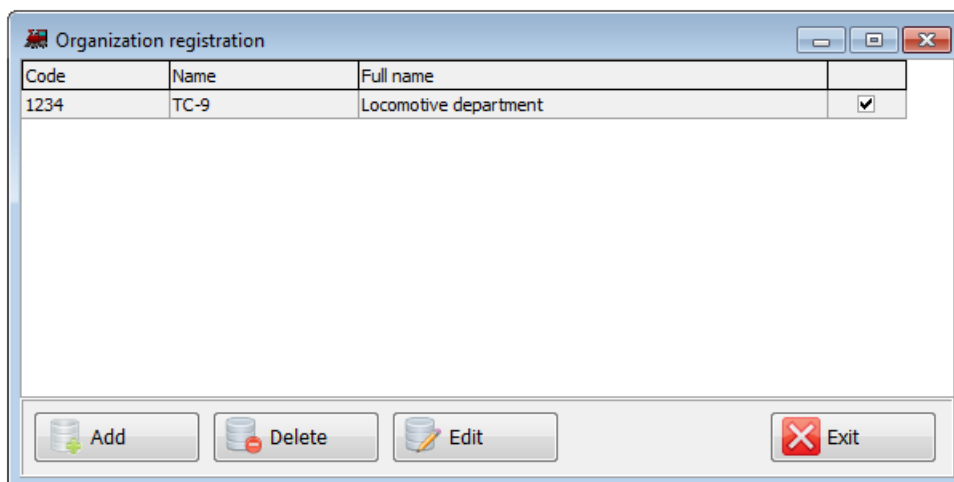 Organization registration
Code Name Full name
1234 TC-9 Locomotive department
Add Delete Edit Exit